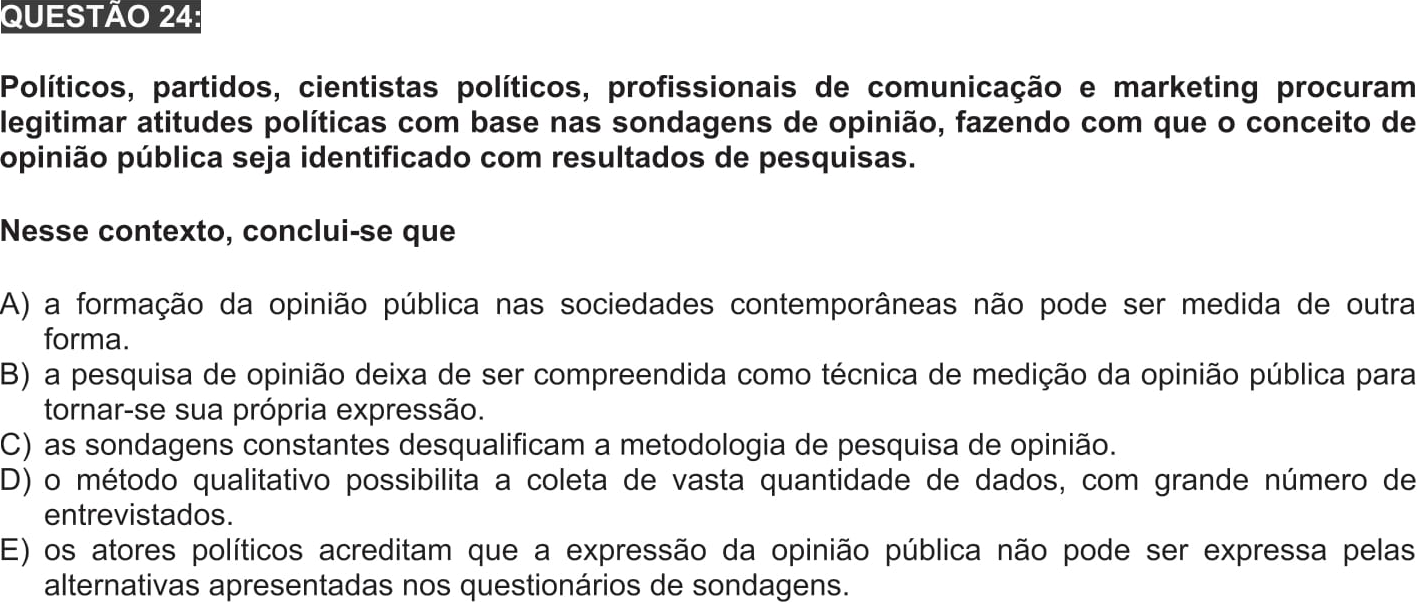 QUESTÃO 24:
Políticos, partidos, cientistas políticos, profissionais de comunicação e marketing procuram
legitimar atitudes políticas com base nas sondagens de opinião, fazendo com que o conceito de
opinião pública seja identificado com resultados de pesquisas.
Nesse contexto, conclui-se que
A) a formação da opinião pública nas sociedades contemporâneas não pode ser medida de outra
forma.
B) a pesquisa de opinião deixa de ser compreendida como técnica de medição da opinião pública para
tornar-se sua própria expressão.
C) as sondagens constantes desqualificam a metodologia de pesquisa de opinião.
D) o método qualitativo possibilita a coleta de vasta quantidade de dados, com grande número de
entrevistados.
E) os atores políticos acreditam que a expressão da opinião pública não pode ser expressa pelas
alternativas apresentadas nos questionários de sondagens.